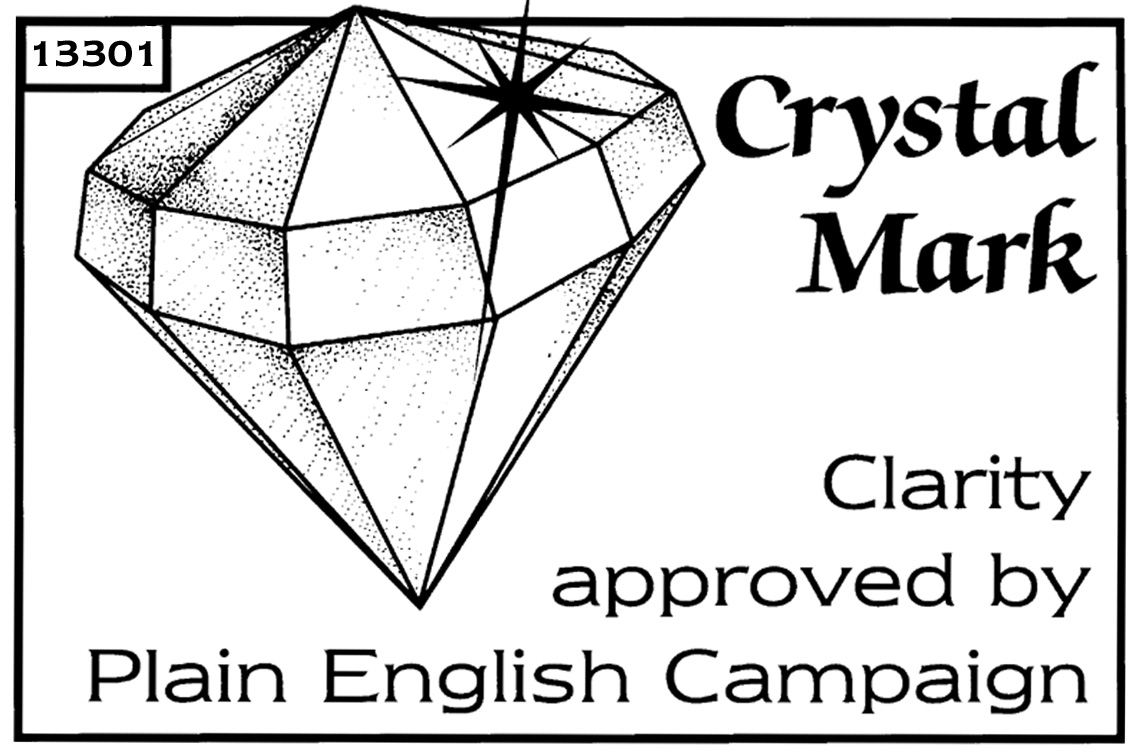 13301
Crystal
Mark
Clarity
approved by
Plain English Campaign